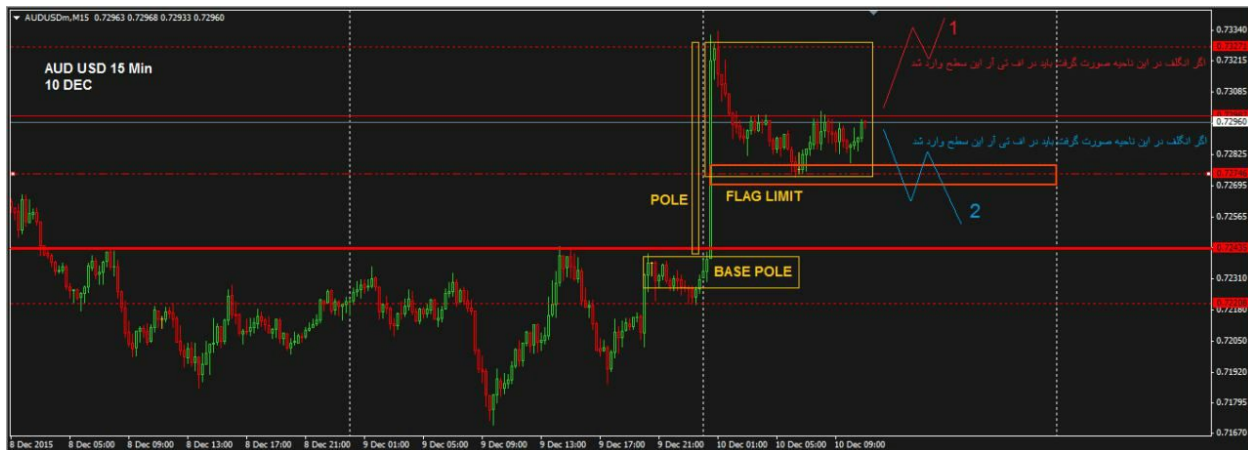 AUDUSDm,M15 0.72963 0.72968 0.72933 0.72960
AUD USD 15 Min
10 DEC
1
اگر انگلف در این ناحیه صورت گرفت باید در اف تی آر این سطح وارد شد
اگر انگلف در این ناحیه صورت گرفت باید در اف تی آر این سطح وارد شد
POLE
FLAG LIMIT
2
BASE POLE
0.73340
0.73273
0.73215
0.73085
0.72960
0.72825
0.72695
0.72565
0.72310
0.72180
0.72050
0.71920
0.71795
0.71670
8 Dec 2015 8 Dec 05:00 8 Dec 09:00 8 Dec 13:00 8 Dec 17:00 8 Dec 21:00 9 Dec 01:00 9 Dec 05:00 9 Dec 09:00 9 Dec 13:00 9 Dec 17:00 9 Dec 21:00 10 Dec 01:00 10 Dec 05:00 10 Dec 09:00